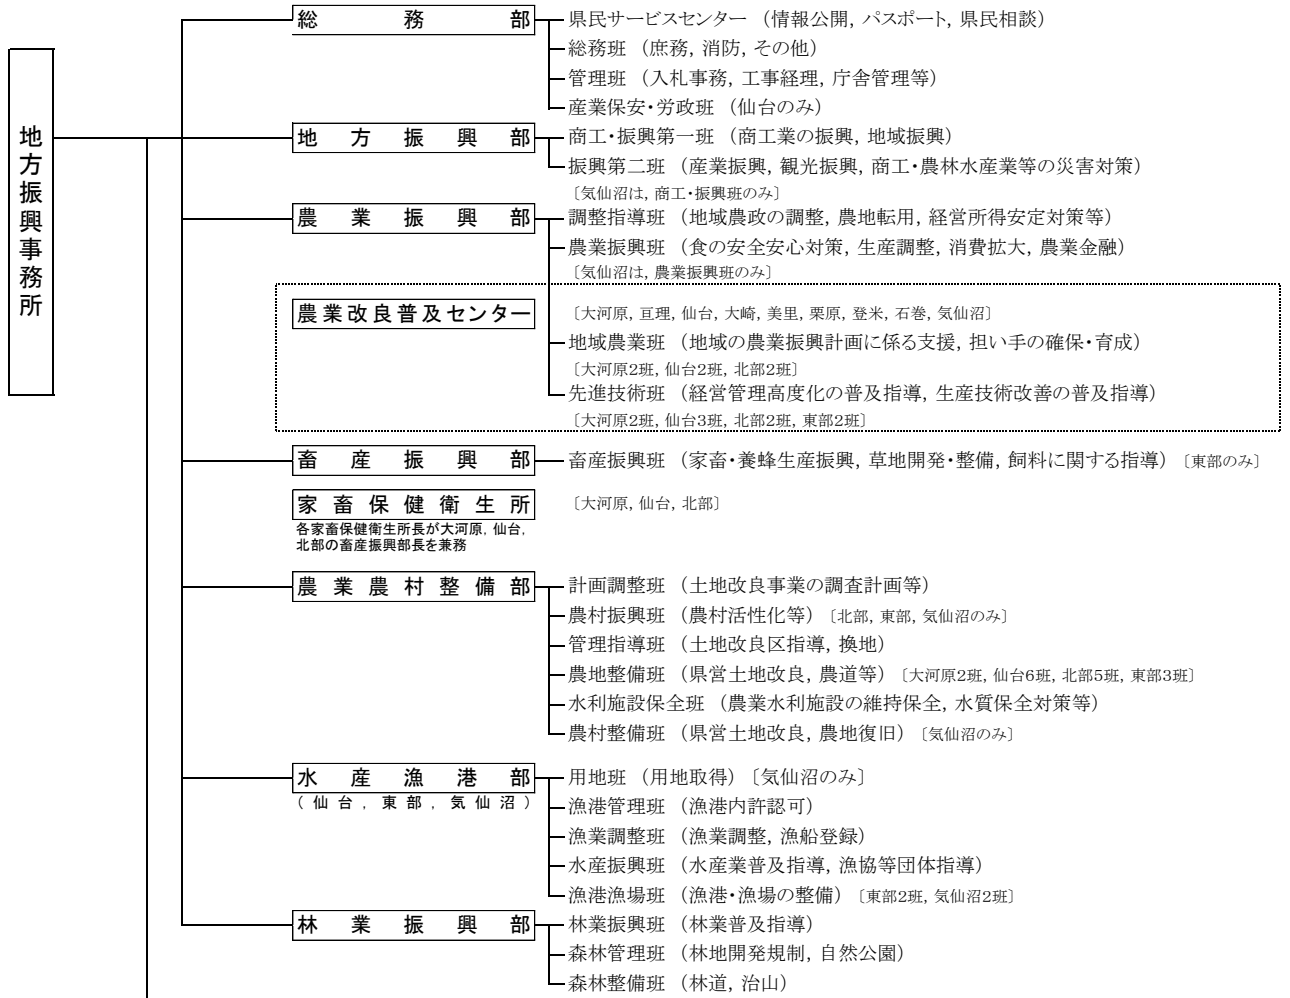 地方振興事務所
総務部
県民サービスセンター （情報公開, パスポート, 県民相談）
総務班 （庶務, 消防, その他）
管理班 （入札事務, 工事経理, 庁舎管理等）
産業保安・労政班 （仙台のみ）
地方振興部
商工・振興第一班 （商工業の振興, 地域振興）
振興第二班 （産業振興, 観光振興, 商工・農林水産業等の災害対策）
〔気仙沼は, 商工・振興班のみ〕
農業振興部
調整指導班 （地域農政の調整, 農地転用, 経営所得安定対策等）
農業振興班 （食の安全安心対策, 生産調整, 消費拡大, 農業金融）
〔気仙沼は, 農業振興班のみ〕
農業改良普及センター
〔大河原, 亘理, 仙台, 大崎, 美里, 栗原, 登米, 石巻, 気仙沼〕
地域農業班 （地域の農業振興計画に係る支援, 担い手の確保・育成）
〔大河原2班, 仙台2班, 北部2班〕
先進技術班 （経営管理高度化の普及指導, 生産技術改善の普及指導）
〔大河原2班, 仙台3班, 北部2班, 東部2班〕
畜産振興部
畜産振興班 （家畜・養蜂生産振興, 草地開発・整備, 飼料に関する指導） 〔東部のみ〕
家畜保健衛生所
〔大河原, 仙台, 北部〕
各家畜保健衛生所長が大河原, 仙台,
北部の畜産振興部長を兼務
農業農村整備部
計画調整班 （土地改良事業の調査計画等）
農村振興班 （農村活性化等） 〔北部, 東部, 気仙沼のみ〕
管理指導班 （土地改良区指導, 換地）
農地整備班 （県営土地改良, 農道等） 〔大河原2班, 仙台6班, 北部5班, 東部3班〕
水利施設保全班 （農業水利施設の維持保全, 水質保全対策等）
農村整備班 （県営土地改良, 農地復旧） 〔気仙沼のみ〕
水産漁港部
（仙台, 東部, 気仙沼）
用地班 （用地取得）〔気仙沼のみ〕
漁港管理班 （漁港内許認可）
漁業調整班 （漁業調整, 漁船登録）
水産振興班 （水産業普及指導, 漁協等団体指導）
漁港漁場班 （漁港・漁場の整備） 〔東部2班, 気仙沼2班〕
林業振興部
林業振興班 （林業普及指導）
森林管理班 （林地開発規制, 自然公園）
森林整備班 （林道, 治山）